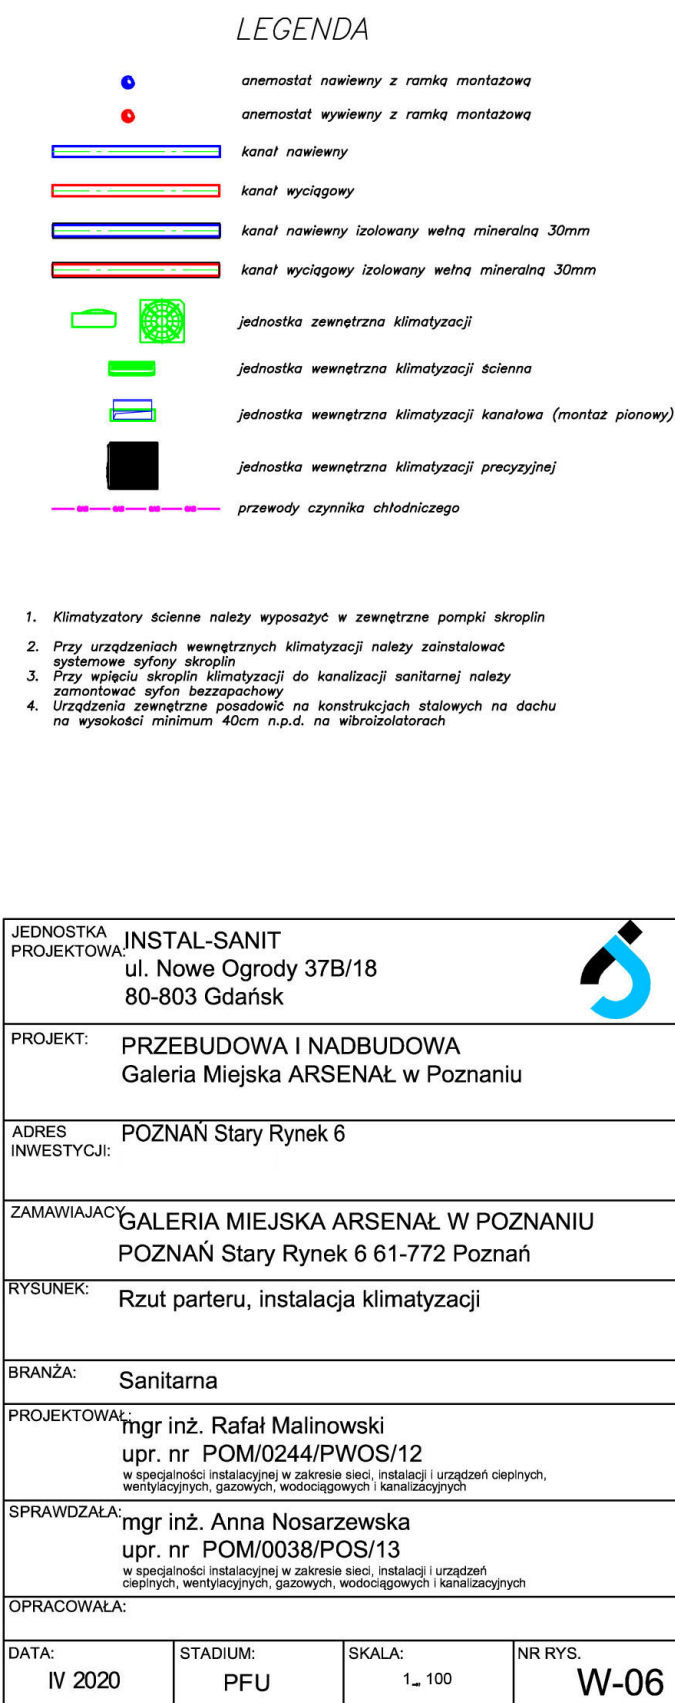 LEGENDA
anemostat nawiewny z ramką montażową
anemostat wywiewny z ramką montażową
kanał nawiewny
kanał wyciągowy
kanał nawiewny izolowany wełną mineralną 30mm
kanał wyciągowy izolowany wełną mineralną 30mm
jednostka zewnętrzna klimatyzacji
jednostka wewnętrzna klimatyzacji ścienna
jednostka wewnętrzna klimatyzacji kanałowa (montaż pionowy)
jednostka wewnętrzna klimatyzacji precyzyjnej
przewody czynnika chłodniczego
1. Klimatyzatory ścienne należy wyposażyć w zewnętrzne pompki skroplin
2. Przy urządzeniach wewnętrznych klimatyzacji należy zainstalować
systemowe syfony skroplin
3. Przy wpięciu skroplin klimatyzacji do kanalizacji sanitarnej należy
zamontować syfon bezzapachowy
4. Urządzenia zewnętrzne posadowić na konstrukcjach stalowych na dachu
na wysokości minimum 40cm n.p.d. na wibroizolatorach
JEDNOSTKA
PROJEKTOWA:
INSTAL-SANIT
ul. Nowe Ogrody 37B/18
80-803 Gdańsk
PROJEKT:
PRZEBUDOWA I NADBUDOWA
Galeria Miejska ARSENAŁ w Poznaniu
ADRES
INWESTYCJI:
POZNAŃ Stary Rynek 6
ZAMAWIAJACY
GALERIA MIEJSKA ARSENAŁ W POZNANIU
POZNAŃ Stary Rynek 6 61-772 Poznań
RYSUNEK:
Rzut parteru, instalacja klimatyzacji
BRANŻA:
Sanitarna
PROJEKTOWAŁ:
mgr inż. Rafał Malinowski
upr. nr POM/0244/PWOS/12
w specjalności instalacyjnej w zakresie sieci, instalacji i urządzeń cieplnych,
wentylacyjnych, gazowych, wodociągowych i kanalizacyjnych
SPRAWDZAŁA:
mgr inż. Anna Nosarzewska
upr. nr POM/0038/POS/13
w specjalności instalacyjnej w zakresie sieci, instalacji i urządzeń
cieplnych, wentylacyjnych, gazowych, wodociągowych i kanalizacyjnych
OPRACOWAŁA:
DATA:
IV 2020
STADIUM:
PFU
SKALA:
1 100
NR RYS.
W-06